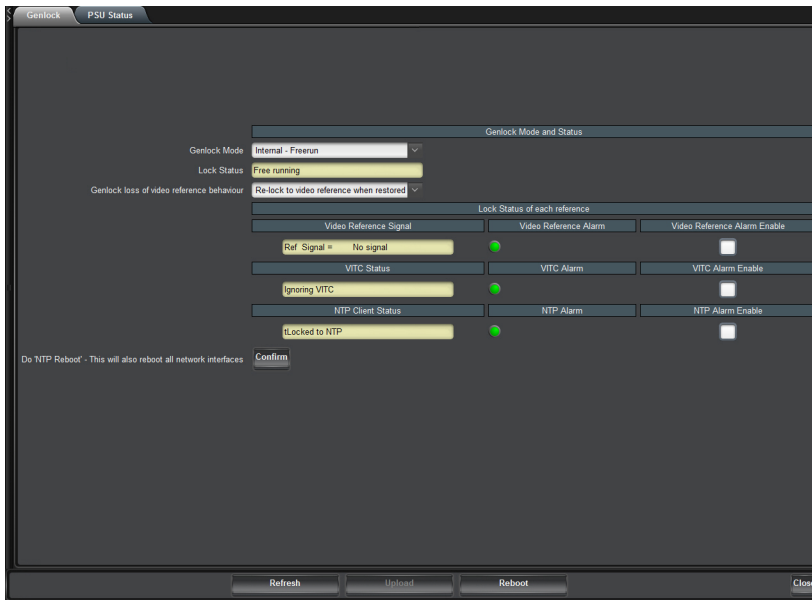 Genlock PSU Status
Genlock Mode and Status
Genlock Mode Internal - Freerun
Lock Status Free running
Genlock loss of video reference behaviour Re-lock to video reference when restored
Lock Status of each reference
Video Reference Signal Video Reference Alarm Video Reference Alarm Enable
Ref Signal = No signal
VITC Status VITC Alarm VITC Alarm Enable
Ignoring VITC
NTP Client Status NTP Alarm NTP Alarm Enable
tLocked to NTP
Do 'NTP Reboot' - This will also reboot all network interfaces Confirm
Refresh Upload Reboot Close